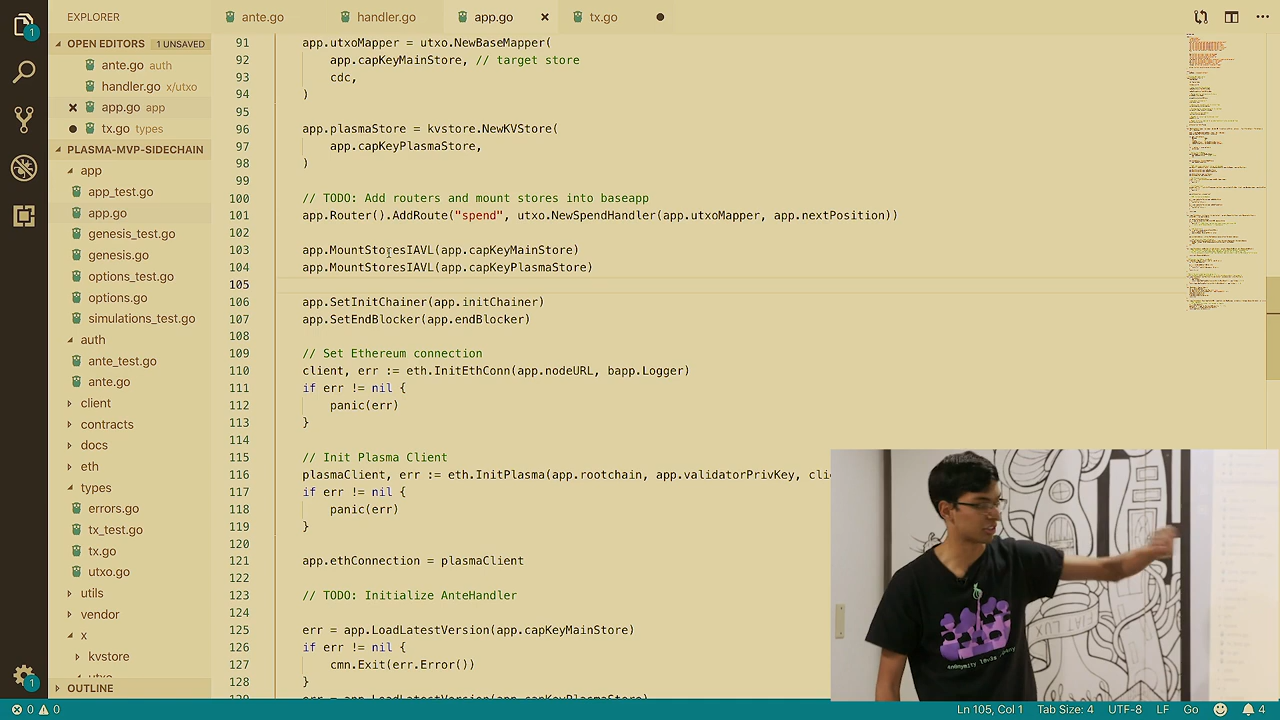 EXPLORER
ante.go
handler.go
app.go
tx.go
OPEN EDITORS
1 UNSAVED
ante.go auth
handler.go x/utxo
app.go app
tx.go types
PLASMA-MVP-SIDECHAIN
app
app_test.go
app.go
genesis_test.go
genesis.go
options_test.go
options.go
simulations_test.go
auth
ante_test.go
ante.go
client
contracts
docs
eth
types
errors.go
tx_test.go
tx.go
utxo.go
utils
vendor
x
kvstore
OUTLINE
1
1
91 app.utxoMapper = utxo.NewBaseMapper(
92 app.capKeyMainStore, // target store
93 cdc,
94 )
95
96 app.plasmaStore = kvstore.NewKVStore(
97 app.capKeyPlasmaStore,
98 )
99
100 // TODO: Add routers and mount stores into baseapp
101 app.Router().AddRoute("spend", utxo.NewSpendHandler(app.utxoMapper, app.nextPosition))
102
103 app.MountStoresIAVL(app.capKeyMainStore)
104 app.MountStoresIAVL(app.capKeyPlasmaStore)
105
106 app.SetInitChainer(app.initChainer)
107 app.SetEndBlocker(app.endBlocker)
108
109 // Set Ethereum connection
110 client, err := eth.InitEthConn(app.nodeURL, bapp.Logger)
111 if err != nil {
112 panic(err)
113 }
114
115 // Init Plasma Client
116 plasmaClient, err := eth.InitPlasma(app.rootchain, app.validatorPrivKey, cli
117 if err != nil {
118 panic(err)
119 }
120
121 app.ethConnection = plasmaClient
122
123 // TODO: Initialize AnteHandler
124
125 err = app.LoadLatestVersion(app.capKeyMainStore)
126 if err != nil {
127 cmn.Exit(err.Error())
128 }
129 err = app.LoadLatestVersion(app.capKeyPlasmaStore)
0 0
Ln 105, Col 1
Tab Size: 4
UTF-8
LF
Go
4